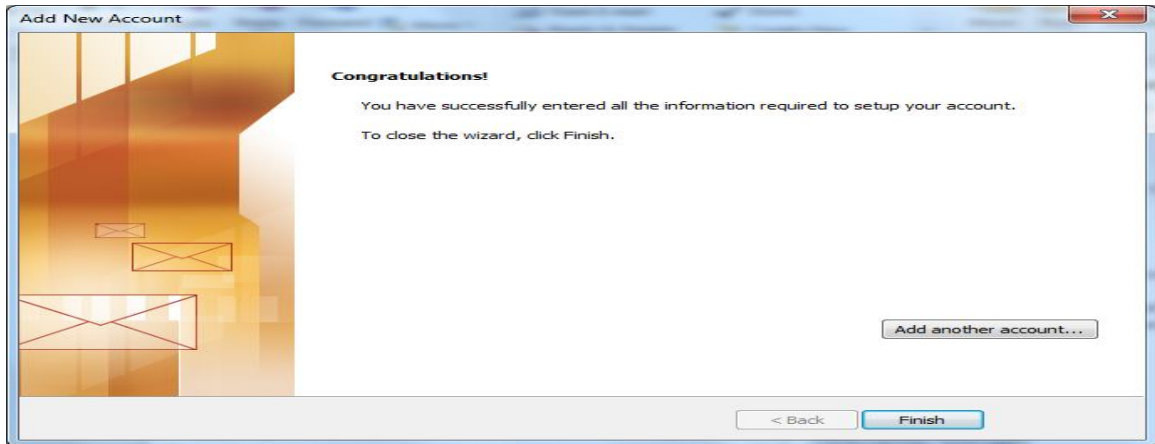 Add New Account
Congratulations!
You have successfully entered all the information required to setup your account.
To close the wizard, click Finish.
Add another account...
< Back
Finish